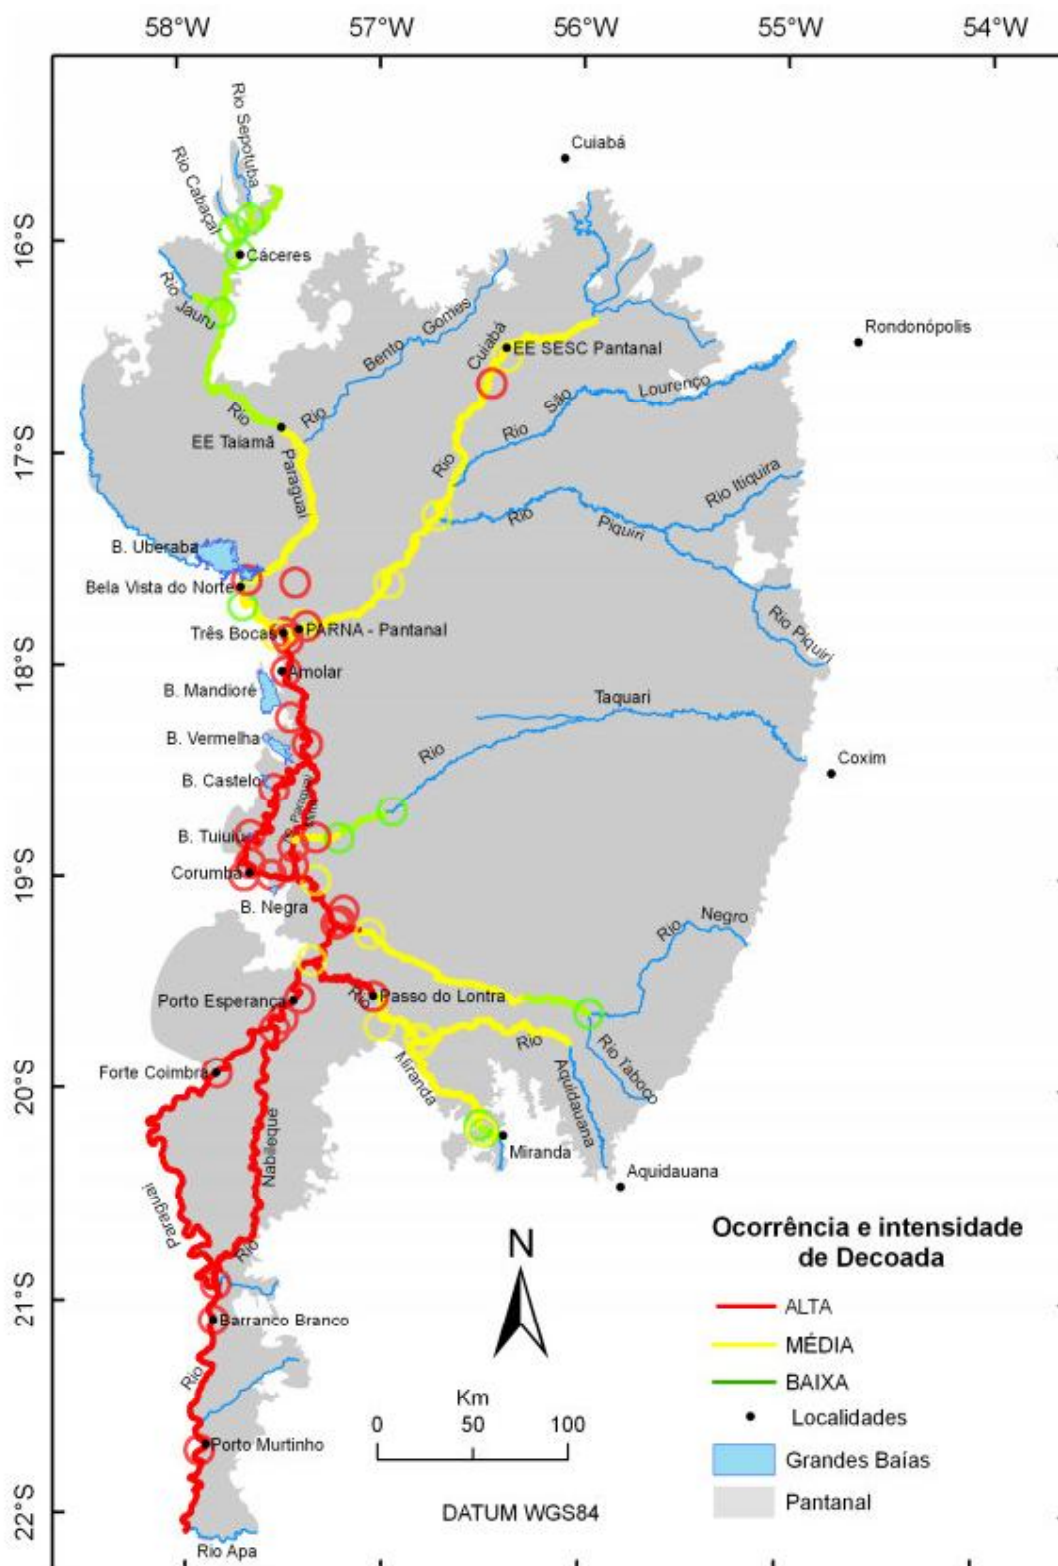 58°W
57°W
56°W
55°W
54°W
16°S
17°S
18°S
19°S
20°S
21°S
22°S
Rio Sepotuba
Rio Cabaçal
Cuiabá
Cáceres
Rio Jauru
Rondonópolis
Bento Gomes
Rio
Cuiabá
EE SESC Pantanal
Rio
São
Lourenço
Rio
EE Taiamã
Rio
Paraguai
Rio
Piquiri
Rio Itiquira
B. Uberaba
Bela Vista do Norte
Três Bocas
PARNA - Pantanal
Rio Piquiri
Amolar
B. Mandioré
Taquari
B. Vermelha
Rio
Coxim
B. Castelo
Paraguai
B. Tuiuiu
Corumbá
B. Negra
Rio
Negro
Porto Esperança
Rio
Passo do Lontra
Rio
Forte Coimbra
Miranda
Rio Taboco
Aquidauana
Nabileque
Miranda
Aquidauana
Paraguai
Rio
Barranco Branco
Rio
Porto Murtinho
Rio Apa
N
Km
0 50 100
DATUM WGS84
Ocorrência e intensidade
de Decoada
ALTA
MÉDIA
BAIXA
Localidades
Grandes Baías
Pantanal